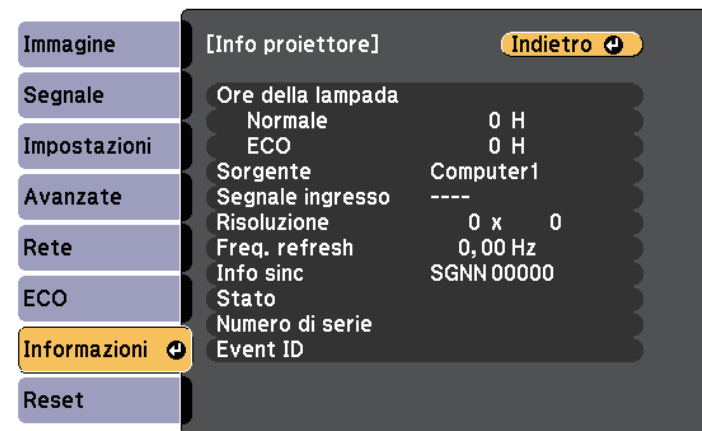 Immagine
Segnale
Impostazioni
Avanzate
Rete
ECO
Informazioni
Reset
[Info proiettore] Indietro
Ore della lampada
Normale 0 H
ECO 0 H
Sorgente Computer1
Segnale ingresso ----
Risoluzione 0 x 0
Freq. refresh 0,00 Hz
Info sinc SGNN 00000
Stato
Numero di serie
Event ID